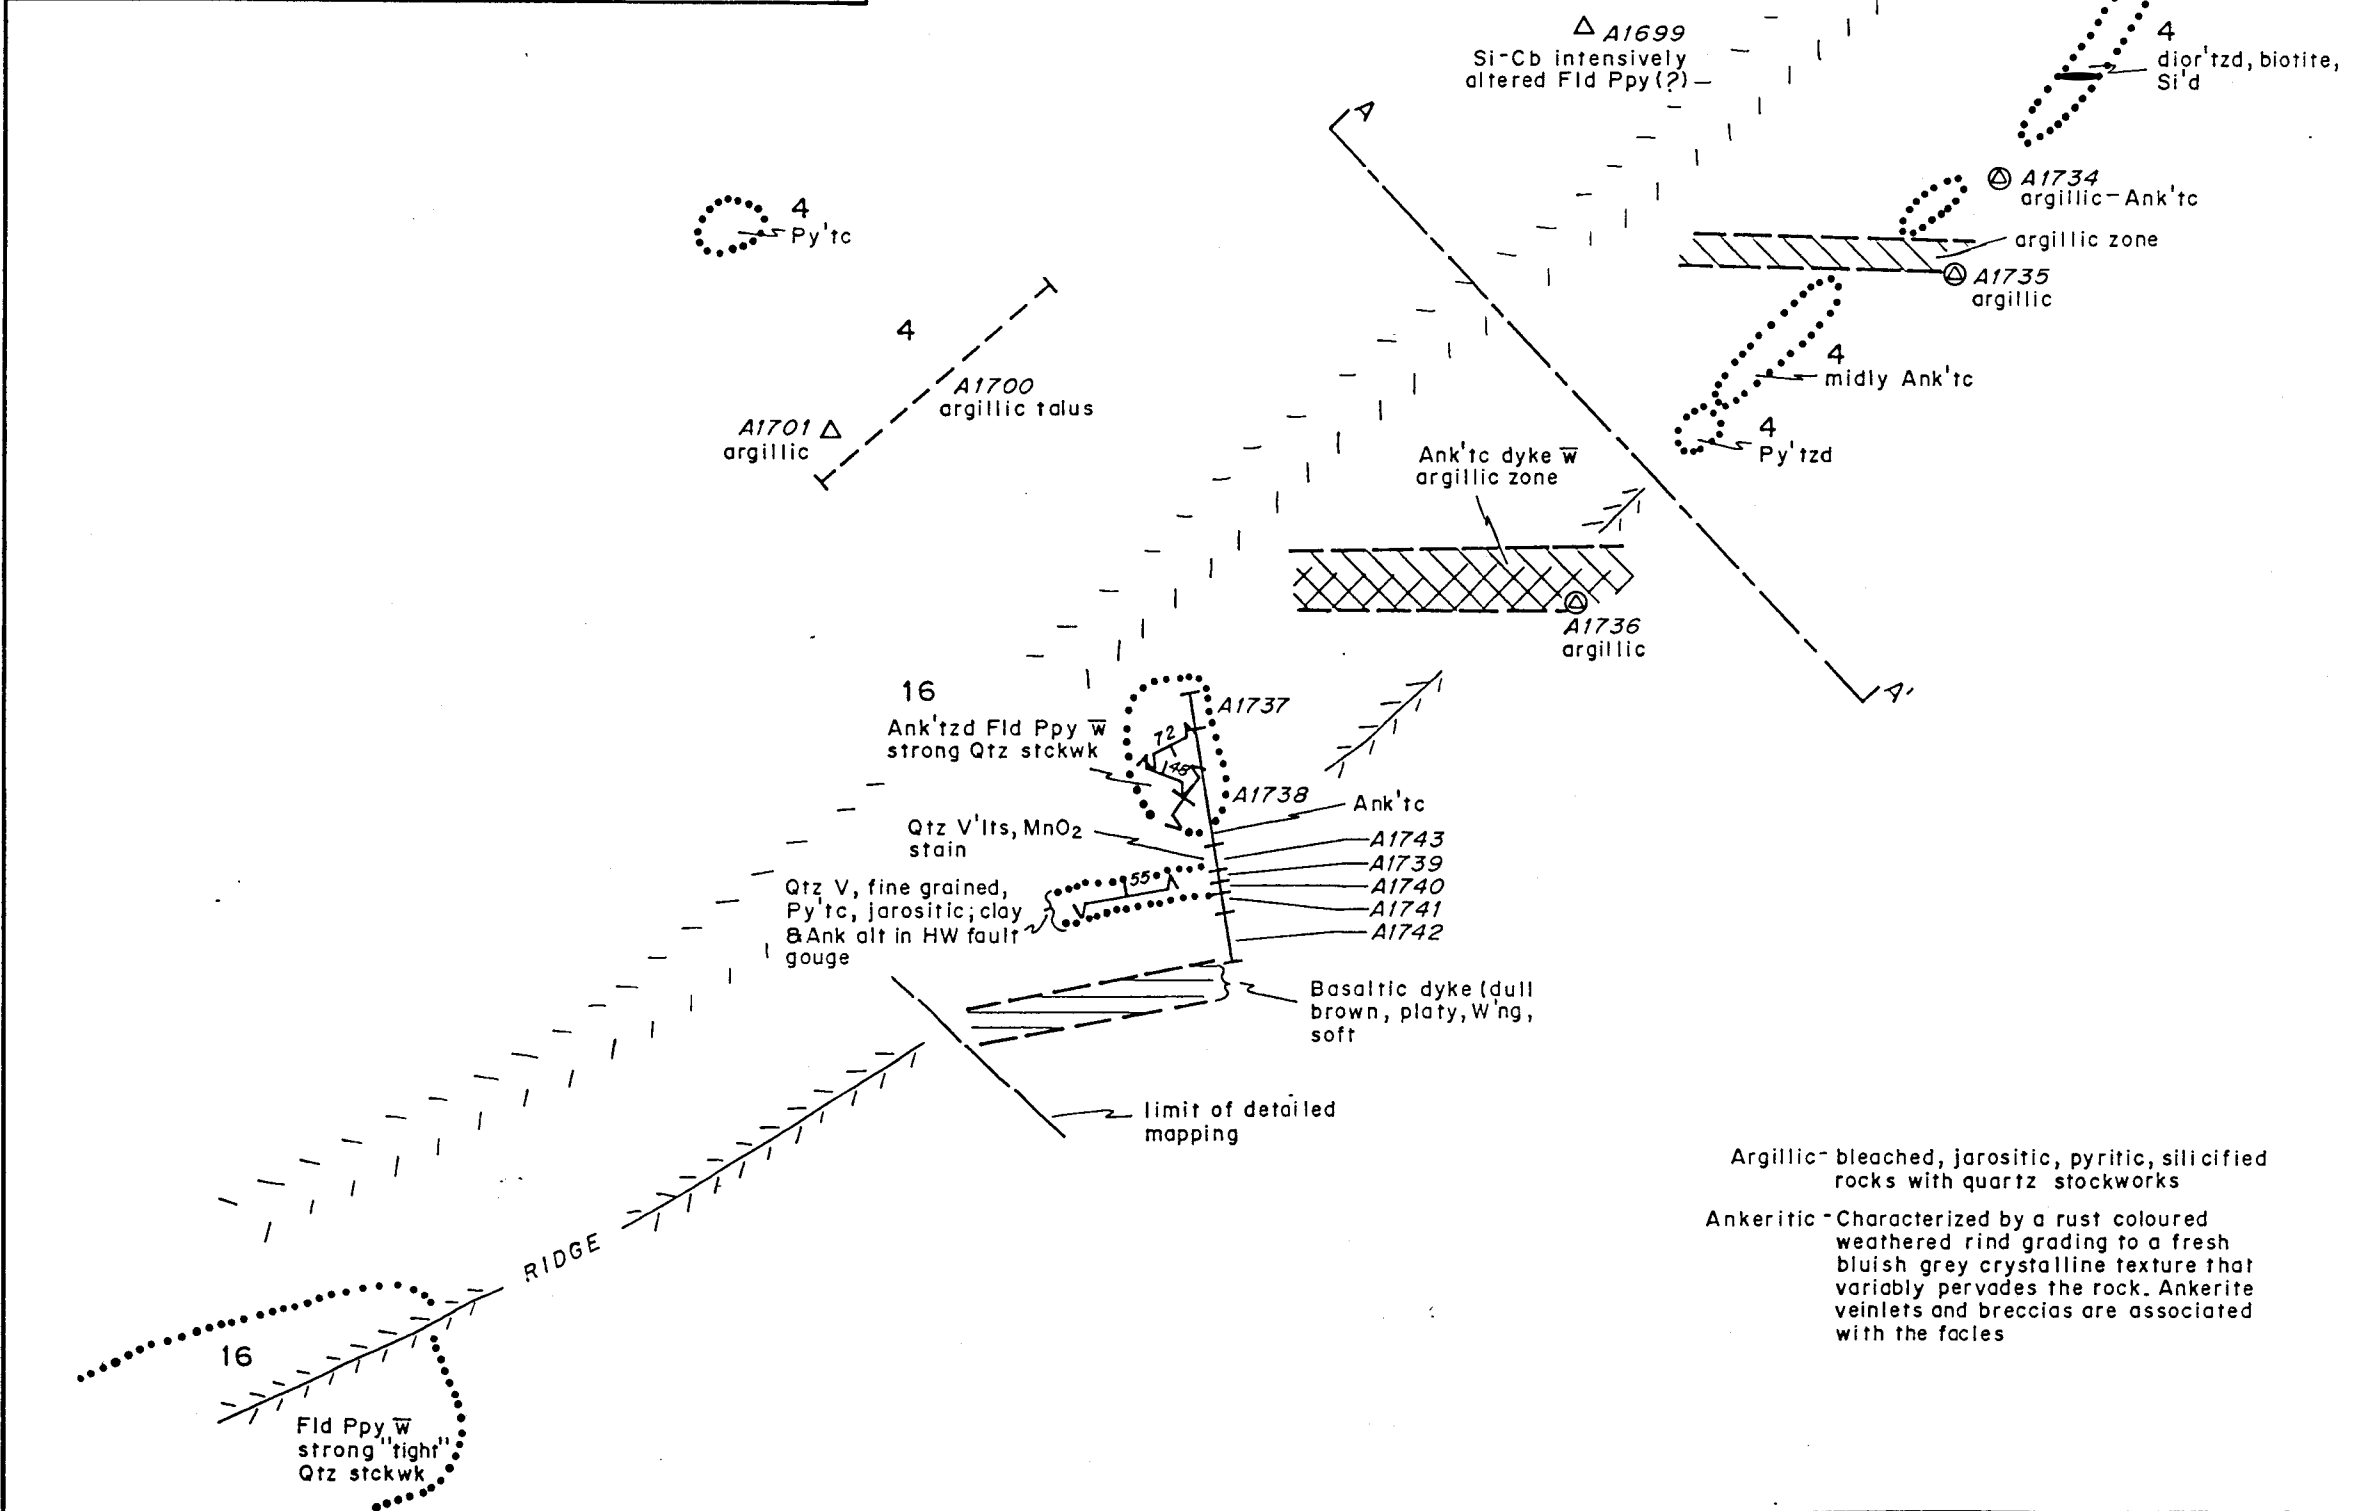 A1699
Si-Cb intensively
altered Fld Ppy(?)
4
dior'tzd, biotite,
Si'd
A
A1734
argillic-Ank'tc
argillic zone
A1735
argillic
4
Py'tc
4
A1700
argillic talus
A1701
argillic
4
midly Ank'tc
4
Py'tzd
Ank'tc dyke w̅
argillic zone
A1736
argillic
A'
16
Ank'tzd Fld Ppy w̅
strong Qtz stckwk
A1737
72
48
A1738
Ank'tc
Qtz V'lts, MnO₂
stain
A1743
A1739
A1740
A1741
A1742
55
Qtz V, fine grained,
Py'tc, jarositic; clay
&Ank alt in HW fault
gouge
Basaltic dyke (dull
brown, platy, W'ng,
soft
limit of detailed
mapping
RIDGE
16
Fld Ppy w̅
strong "tight"
Qtz stckwk
Argillic- bleached, jarositic, pyritic, silicified
rocks with quartz stockworks
Ankeritic - Characterized by a rust coloured
weathered rind grading to a fresh
bluish grey crystalline texture that
variably pervades the rock. Ankerite
veinlets and breccias are associated
with the facies